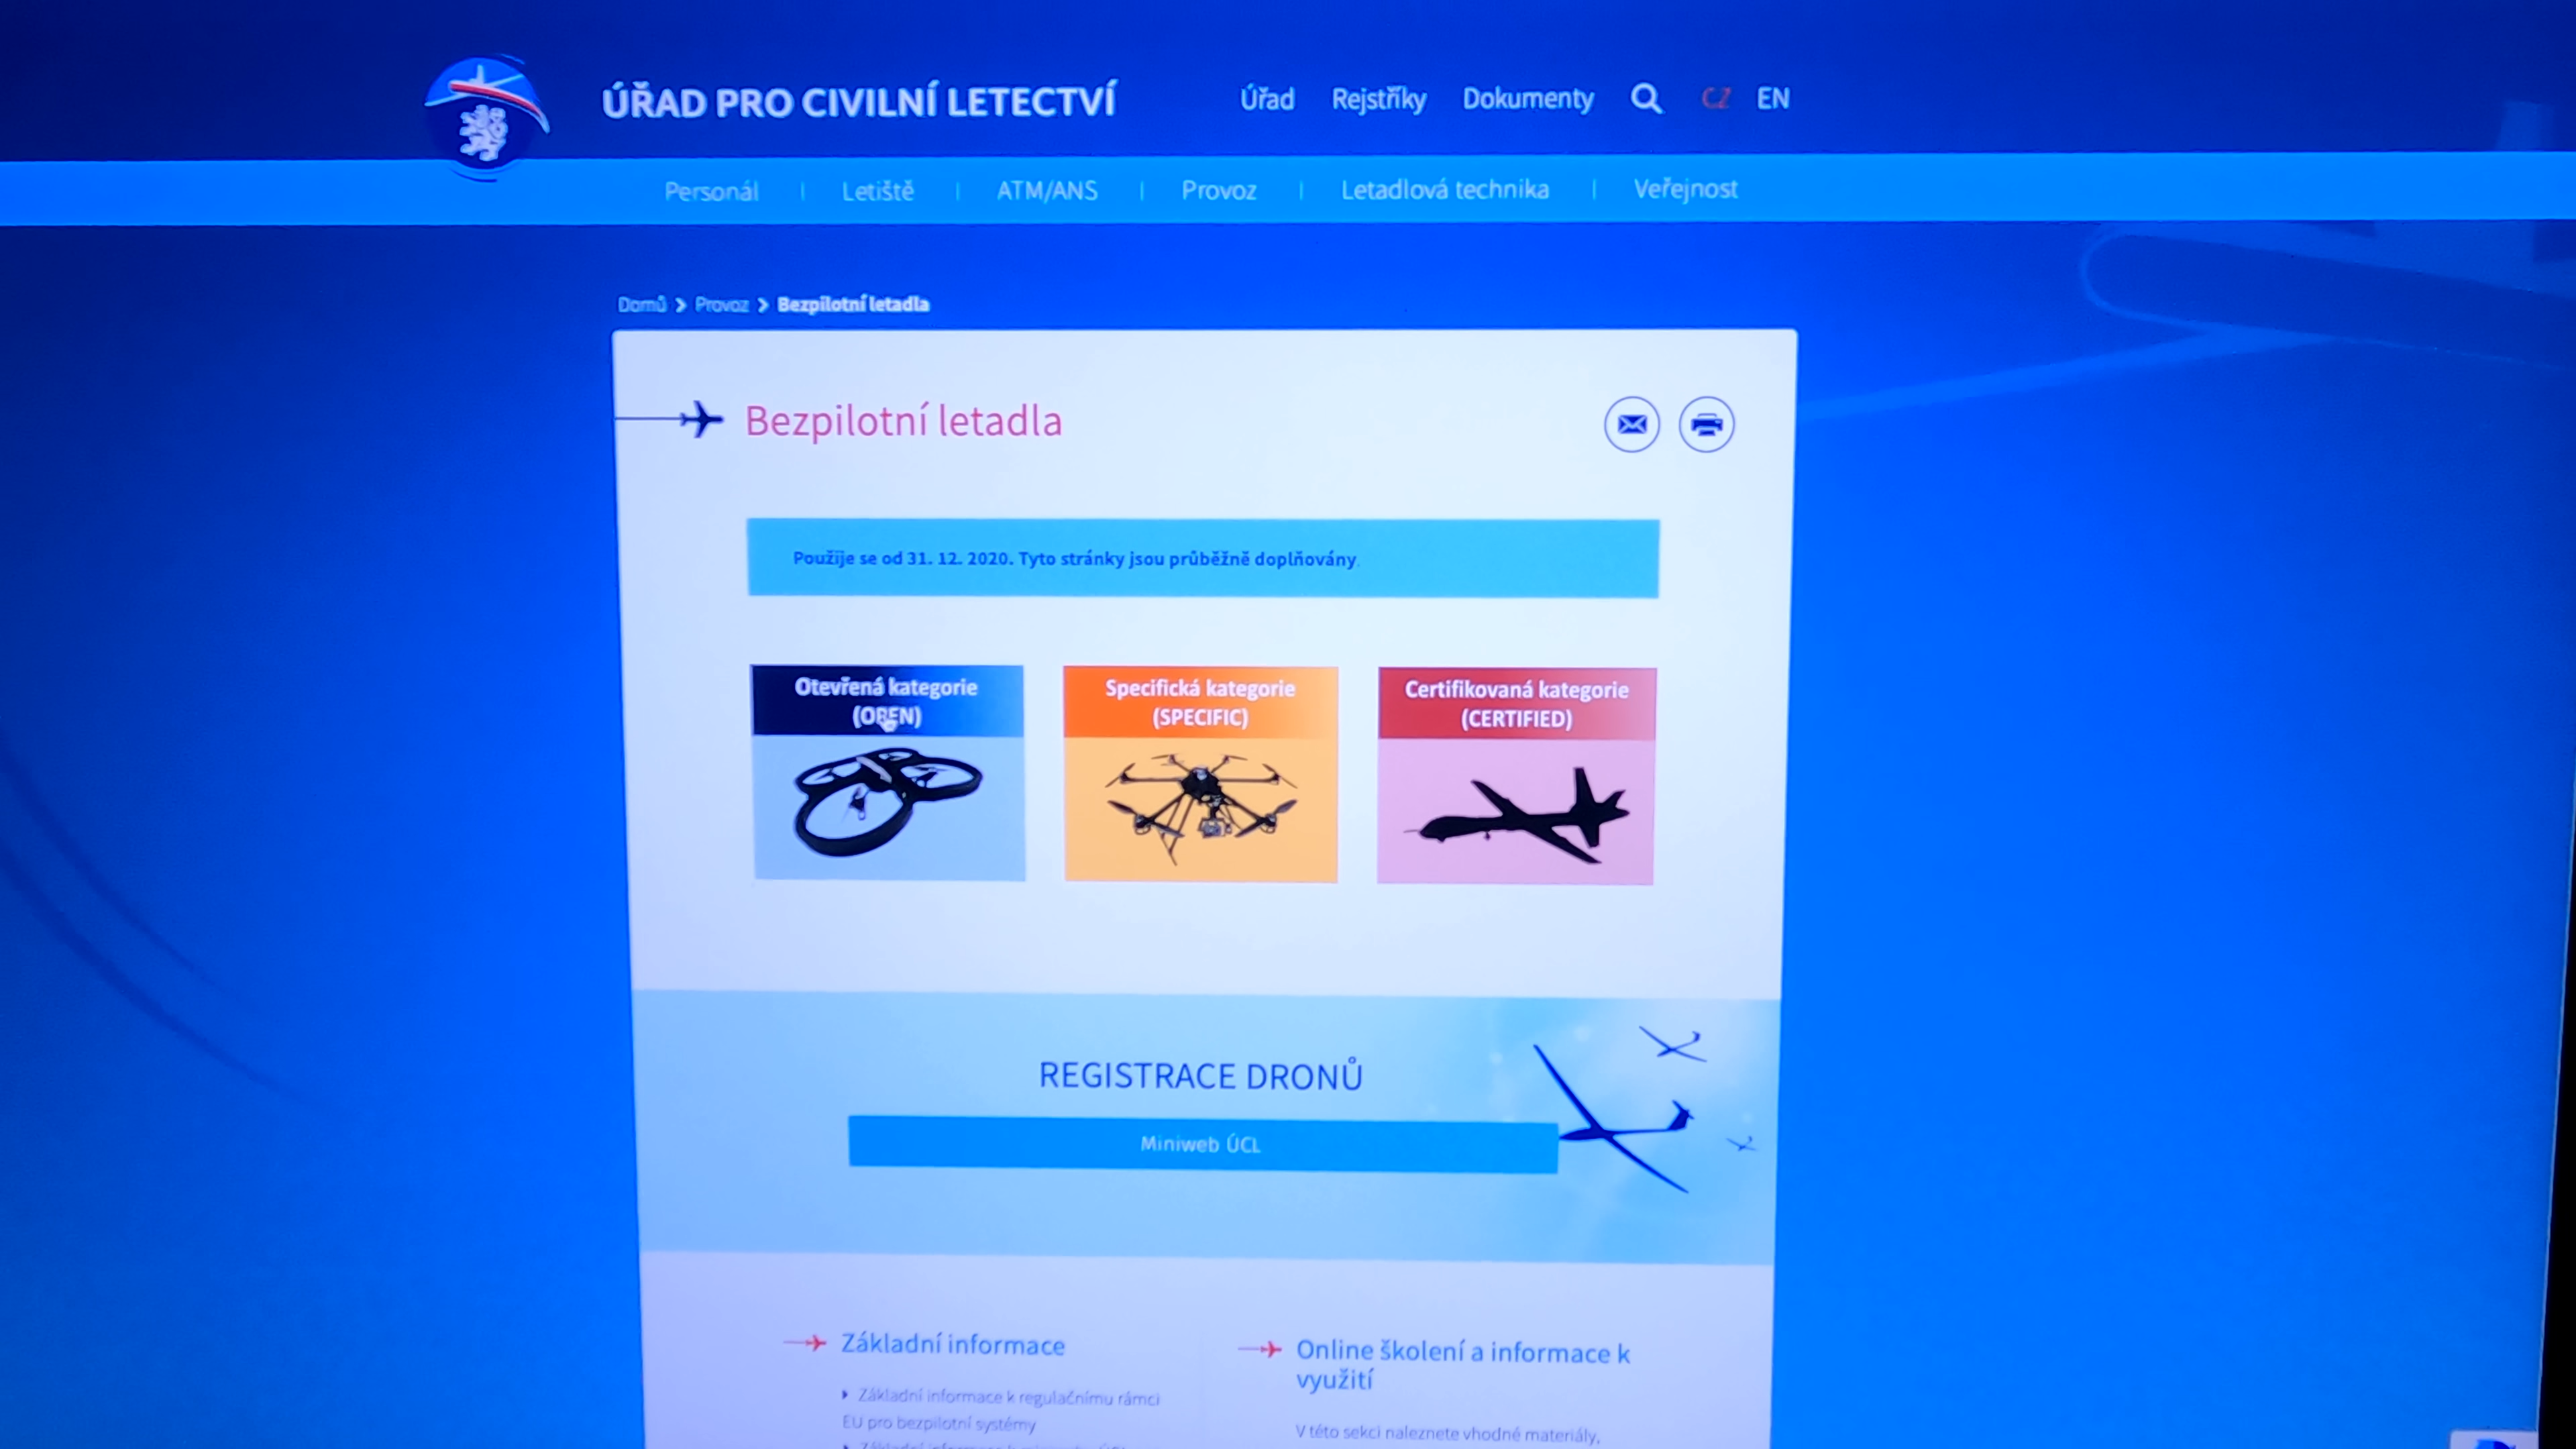 ÚŘAD PRO CIVILNÍ LETECTVÍ
Úřad Rejstříky Dokumenty CZ EN
Personál Letiště ATM/ANS Provoz Letadlová technika Veřejnost
Domů > Provoz > Bezpilotní letadla
Bezpilotní letadla
Použije se od 31. 12. 2020. Tyto stránky jsou průběžně doplňovány.
Otevřená kategorie
(OPEN)
Specifická kategorie
(SPECIFIC)
Certifikovaná kategorie
(CERTIFIED)
REGISTRACE DRONŮ
Miniweb ÚCL
Základní informace
Základní informace k regulačnímu rámci
EU pro bezpilotní systémy
Online školení a informace k
využití
V této sekci naleznete vhodné materiály,